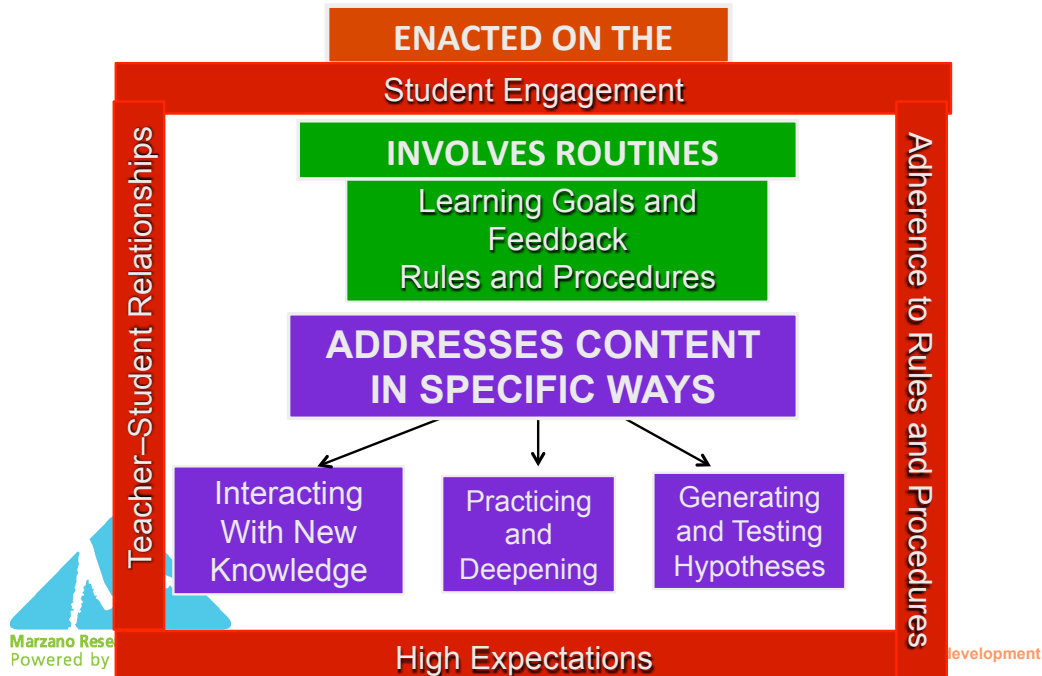 ENACTED ON THE
Student Engagement
Teacher–Student Relationships
Adherence to Rules and Procedures
INVOLVES ROUTINES
Learning Goals and
Feedback
Rules and Procedures
ADDRESSES CONTENT
IN SPECIFIC WAYS
Interacting
With New
Knowledge
Practicing
and
Deepening
Generating
and Testing
Hypotheses
Marzano
Powered by
High Expectations